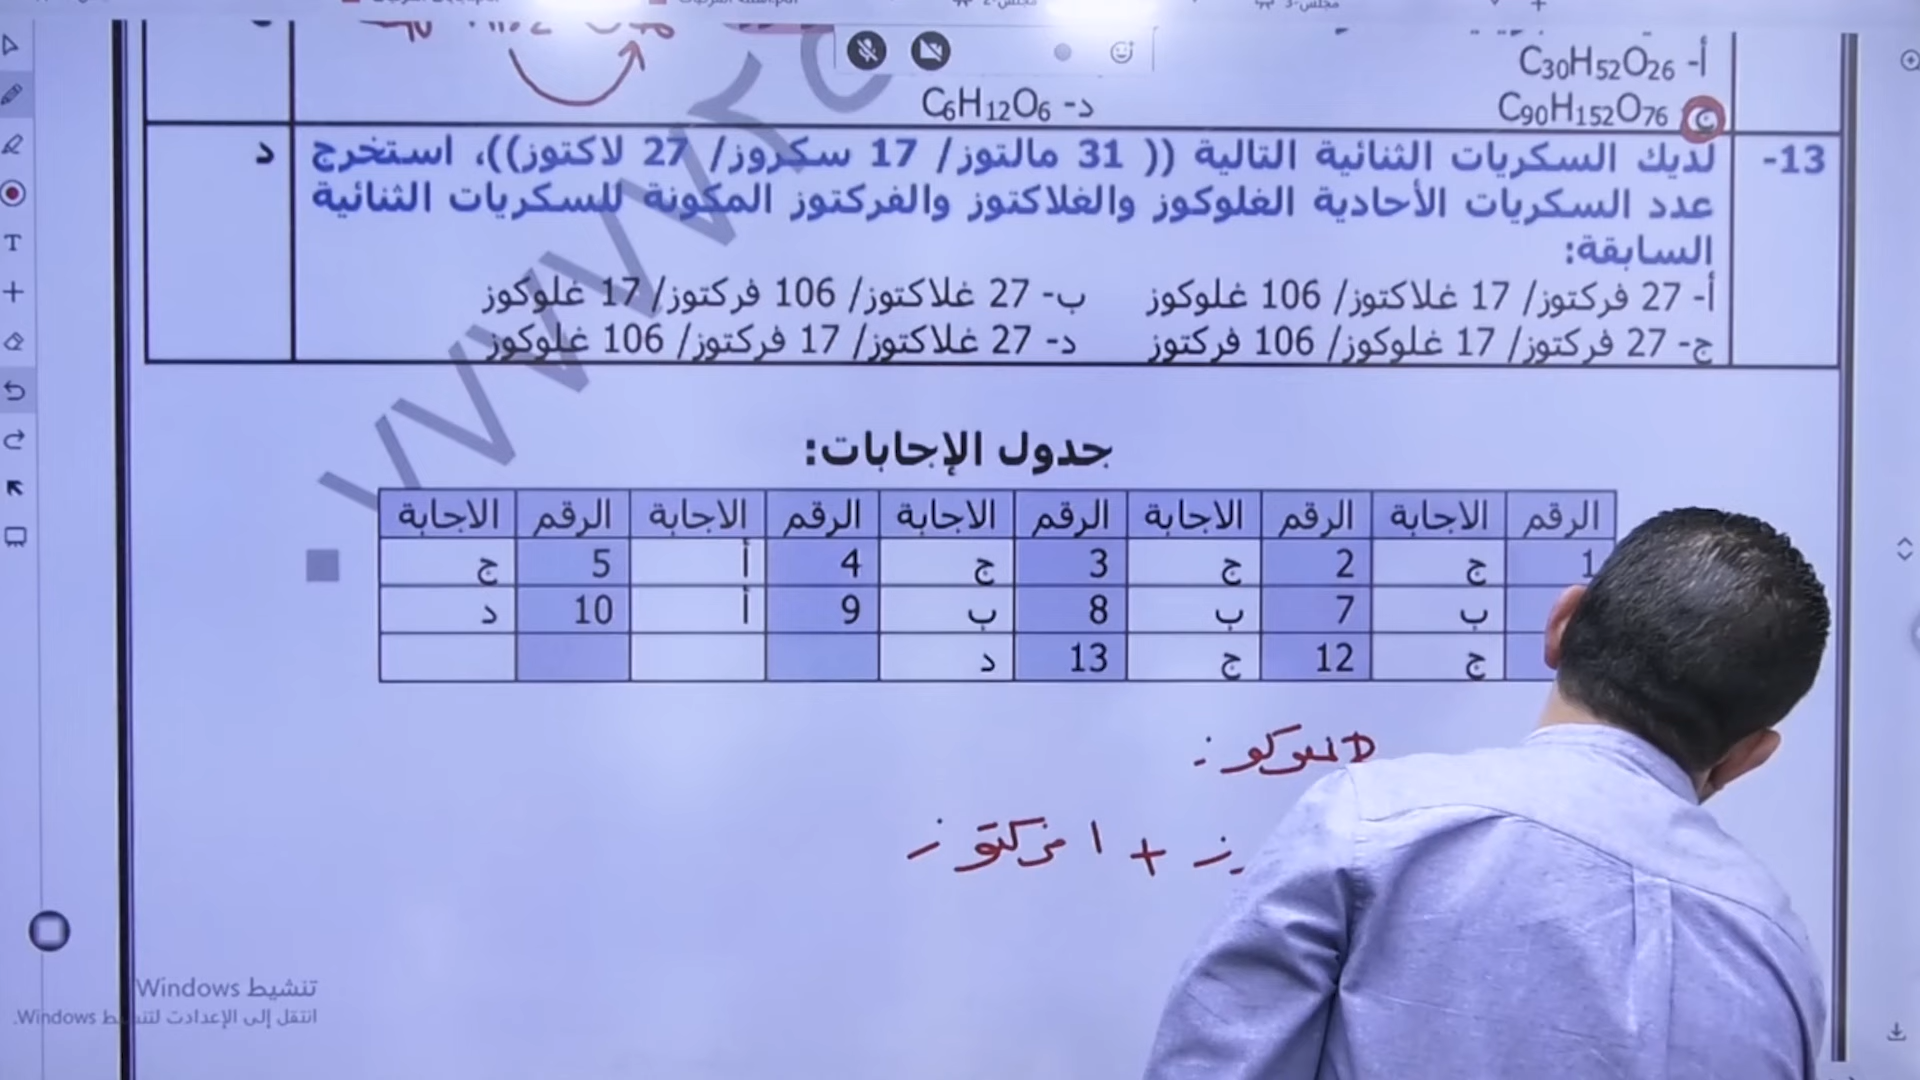 أ- C30H52O26
ج C90H152O76
د- C6H12O6
13- لديك السكريات الثنائية التالية (( 31 مالتوز/ 17 سكروز/ 27 لاكتوز))، استخرج د
عدد السكريات الأحادية الغلوكوز والغلاكتوز والفركتوز المكونة للسكريات الثنائية
السابقة:
أ- 27 فركتوز/ 17 غلاكتوز/ 106 غلوكوز ب- 27 غلاكتوز/ 106 فركتوز/ 17 غلوكوز
ج- 27 فركتوز/ 17 غلوكوز/ 106 فركتوز د- 27 غلاكتوز/ 17 فركتوز/ 106 غلوكوز
جدول الإجابات:
الرقم الاجابة الرقم الاجابة الرقم الاجابة الرقم الاجابة الرقم الاجابة
1 ج 2 ج 3 ج 4 أ 5 ج
ب 7 ب 8 ب 9 أ 10 د
ج 12 ج 13 د
ز + 1 فركتوز
تنشيط Windows
انتقل إلى الإعدادت لتنشيط Windows.